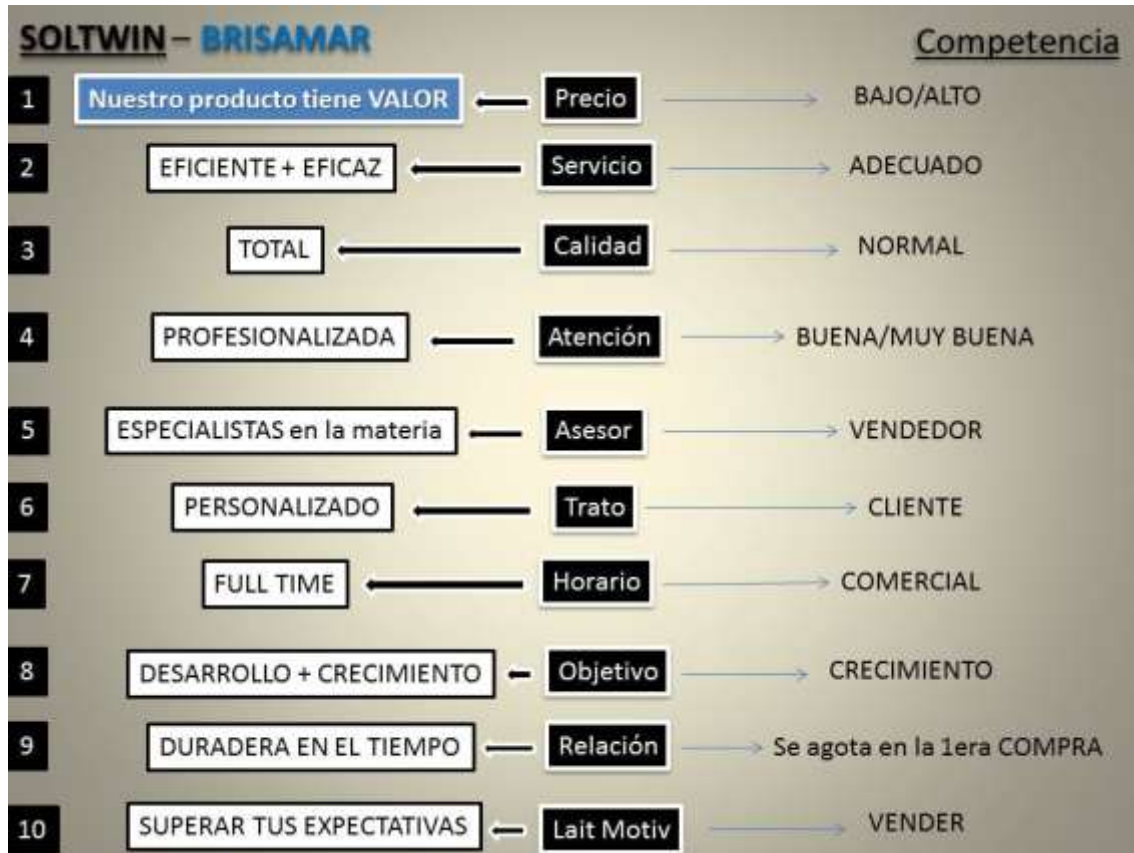 SOLTWIN – BRISAMAR Competencia
1 Nuestro producto tiene VALOR Precio BAJO/ALTO
2 EFICIENTE + EFICAZ Servicio ADECUADO
3 TOTAL Calidad NORMAL
4 PROFESIONALIZADA Atención BUENA/MUY BUENA
5 ESPECIALISTAS en la materia Asesor VENDEDOR
6 PERSONALIZADO Trato CLIENTE
7 FULL TIME Horario COMERCIAL
8 DESARROLLO + CRECIMIENTO Objetivo CRECIMIENTO
9 DURADERA EN EL TIEMPO Relación Se agota en la 1era COMPRA
10 SUPERAR TUS EXPECTATIVAS Lait Motiv VENDER